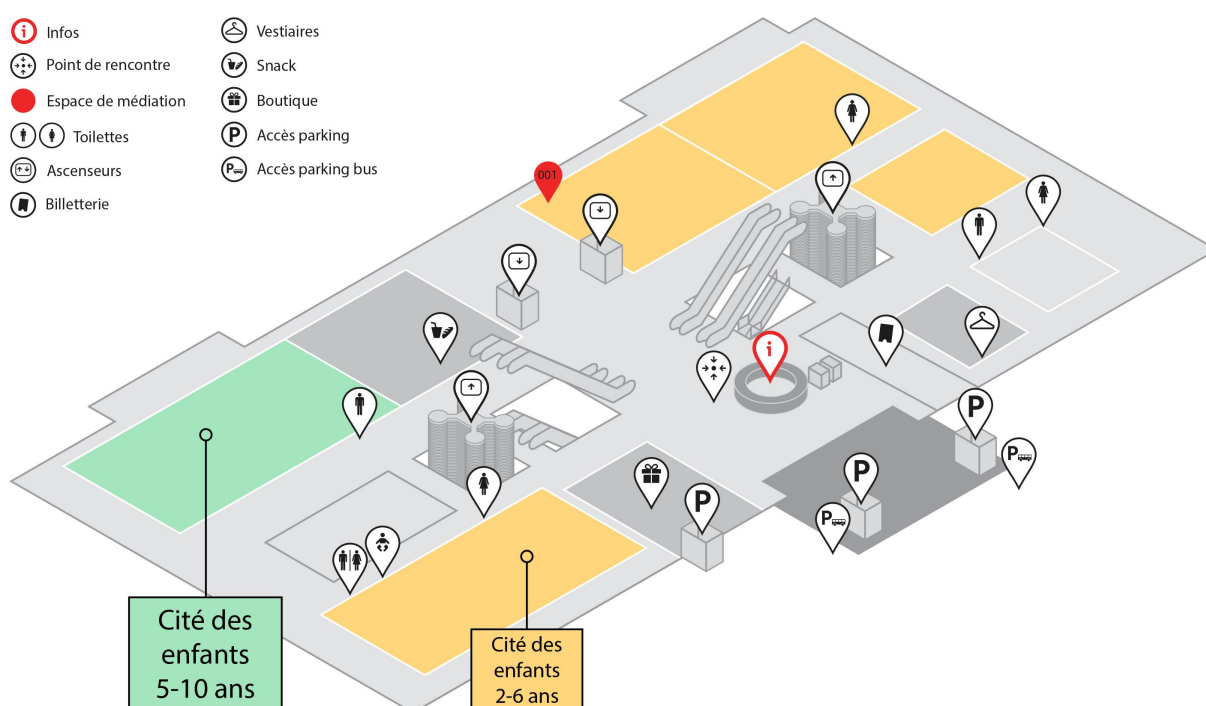 Infos
Point de rencontre
Espace de médiation
Toilettes
Ascenseurs
Billetterie
Vestiaires
Snack
Boutique
P Accès parking
P Accès parking bus
001
i
P
P
P
P
P
Cité des
enfants
5-10 ans
Cité des
enfants
2-6 ans